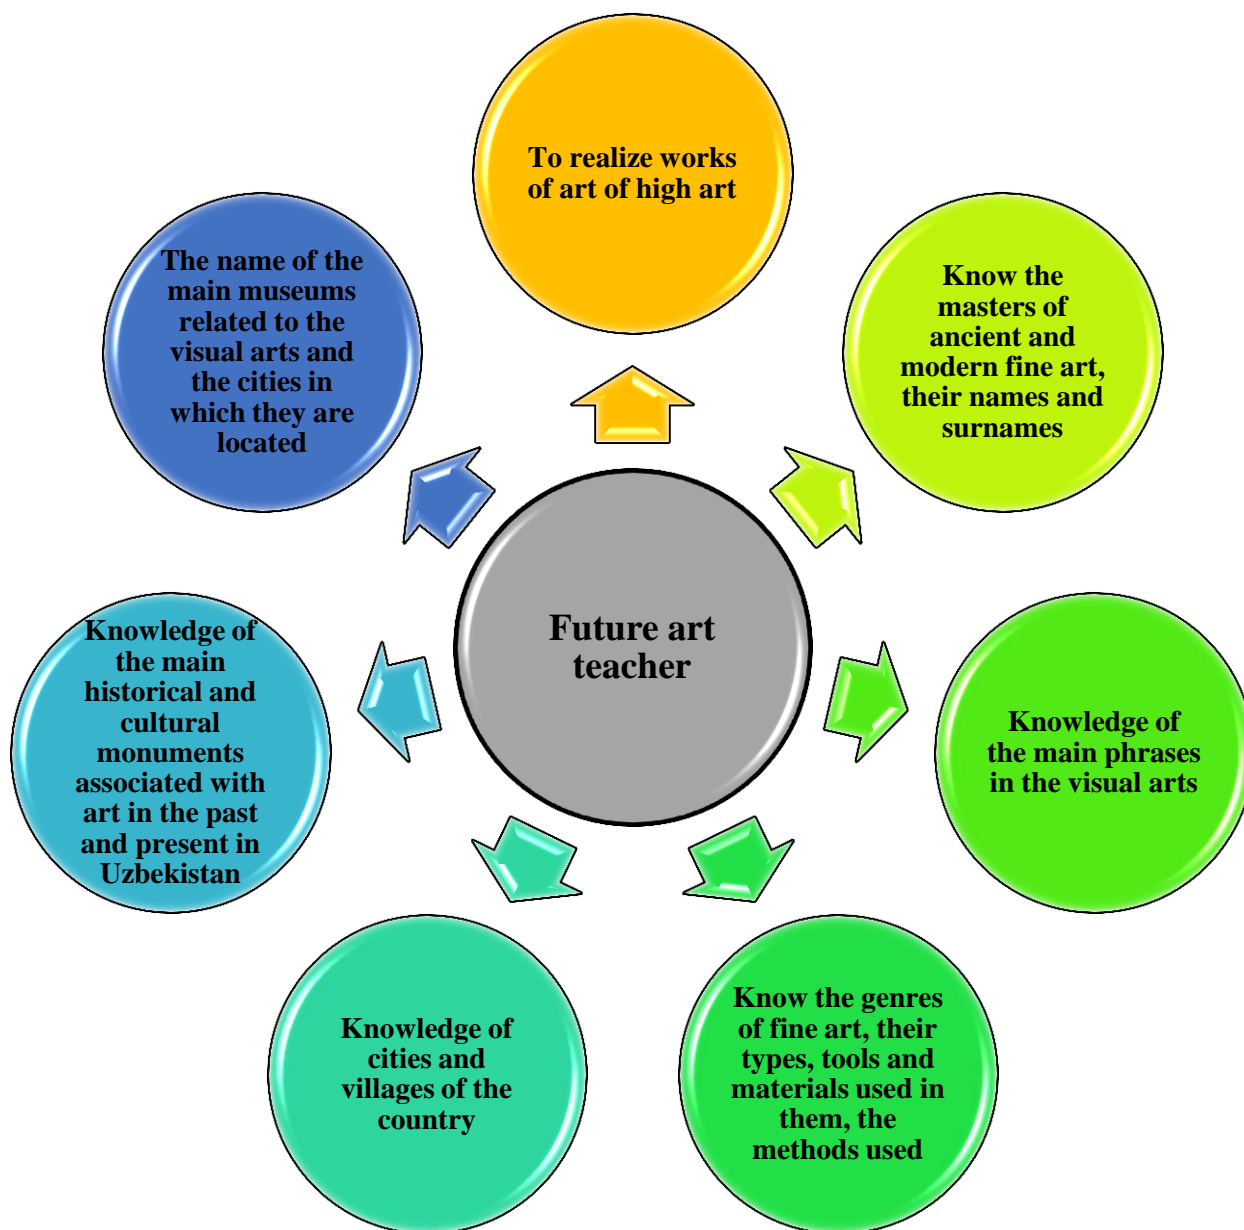 To realize works
of art of high art
Know the
masters of
ancient and
modern fine art,
their names and
surnames
Knowledge of
the main phrases
in the visual arts
Know the genres
of fine art, their
types, tools and
materials used in
them, the
methods used
Knowledge of
cities and
villages of the
country
Knowledge of
the main
historical and
cultural
monuments
associated with
art in the past
and present in
Uzbekistan
The name of the
main museums
related to the
visual arts and
the cities in
which they are
located
Future art
teacher